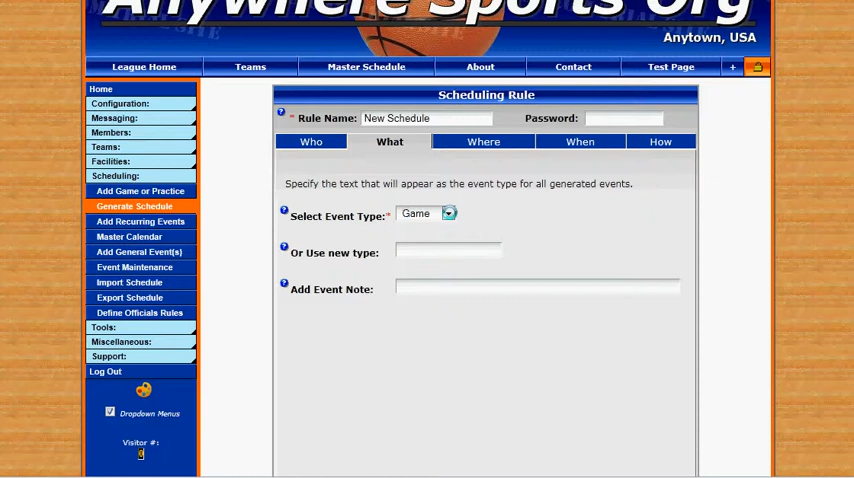 Anywhere Sports Org
Anytown, USA
League Home Teams Master Schedule About Contact Test Page +
Home
Configuration:
Messaging:
Members:
Teams:
Facilities:
Scheduling:
Add Game or Practice
Generate Schedule
Add Recurring Events
Master Calendar
Add General Event(s)
Event Maintenance
Import Schedule
Export Schedule
Define Officials Rules
Tools:
Miscellaneous:
Support:
Log Out
Dropdown Menus
Visitor #:
0
Scheduling Rule
* Rule Name: New Schedule Password:
Who What Where When How
Specify the text that will appear as the event type for all generated events.
Select Event Type:* Game
Or Use new type:
Add Event Note: